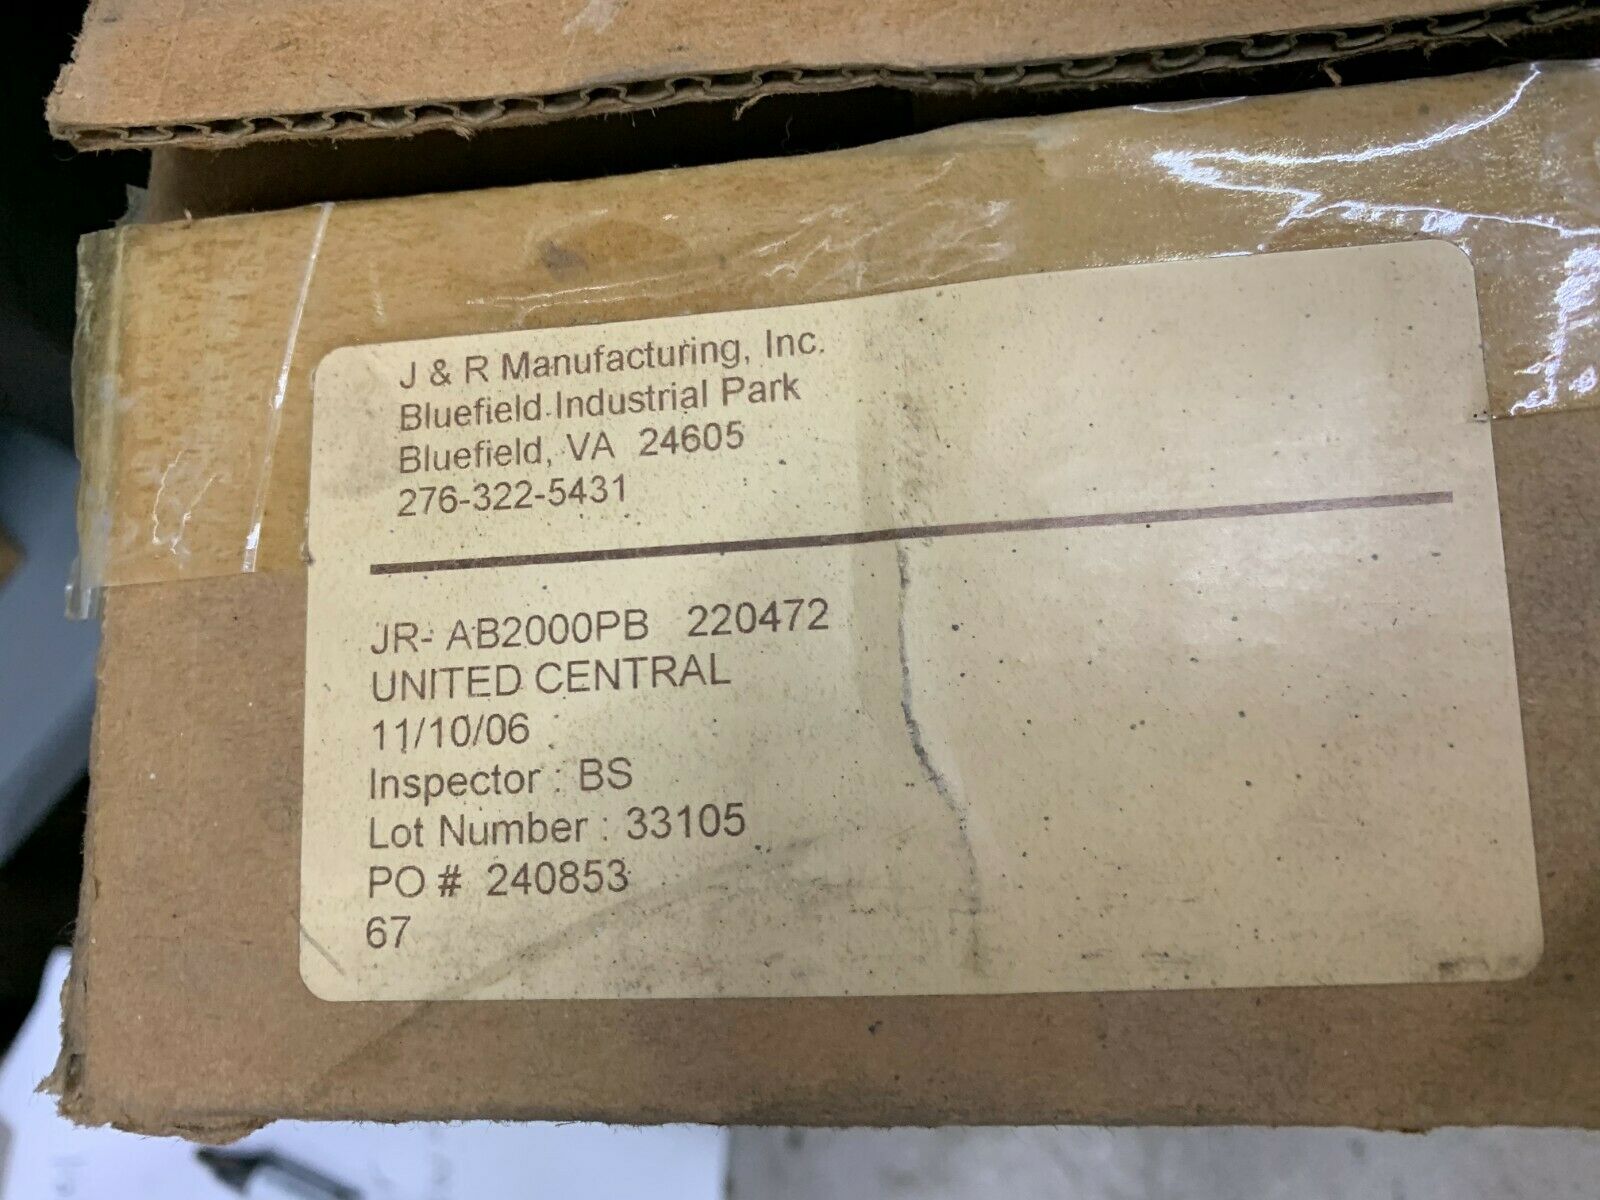 J & R Manufacturing, Inc.
Bluefield Industrial Park
Bluefield, VA 24605
276-322-5431
JR- AB2000PB 220472
UNITED CENTRAL
11/10/06
Inspector : BS
Lot Number : 33105
PO # 240853
67